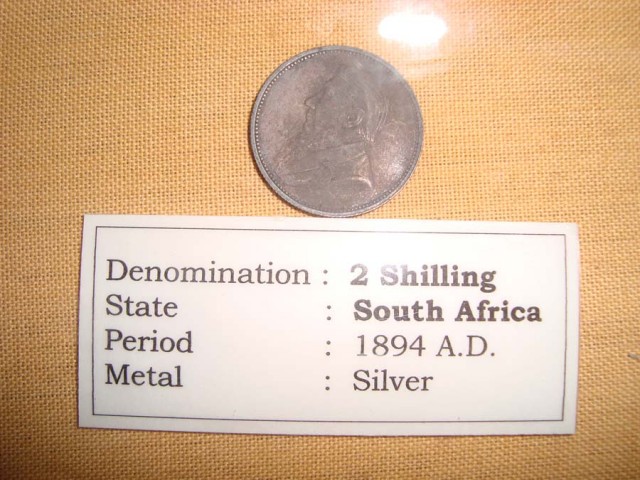 Denomination : 2 Shilling
State : South Africa
Period : 1894 A.D.
Metal : Silver